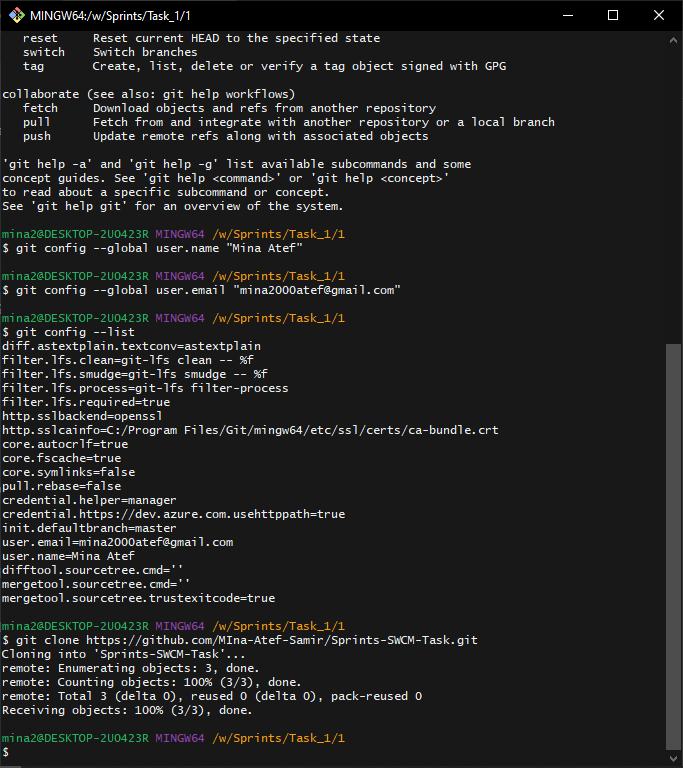 MINGW64:/w/Sprints/Task_1/1
reset     Reset current HEAD to the specified state
switch    Switch branches
tag       Create, list, delete or verify a tag object signed with GPG
collaborate (see also: git help workflows)
fetch     Download objects and refs from another repository
pull      Fetch from and integrate with another repository or a local branch
push      Update remote refs along with associated objects
'git help -a' and 'git help -g' list available subcommands and some
concept guides. See 'git help <command>' or 'git help <concept>'
to read about a specific subcommand or concept.
See 'git help git' for an overview of the system.
mina2@DESKTOP-2UO423R MINGW64 /w/Sprints/Task_1/1
$ git config --global user.name "Mina Atef"
mina2@DESKTOP-2UO423R MINGW64 /w/Sprints/Task_1/1
$ git config --global user.email "mina2000atef@gmail.com"
mina2@DESKTOP-2UO423R MINGW64 /w/Sprints/Task_1/1
$ git config --list
diff.astextplain.textconv=astextplain
filter.lfs.clean=git-lfs clean -- %f
filter.lfs.smudge=git-lfs smudge -- %f
filter.lfs.process=git-lfs filter-process
filter.lfs.required=true
http.sslbackend=openssl
http.sslcainfo=C:/Program Files/Git/mingw64/etc/ssl/certs/ca-bundle.crt
core.autocrlf=true
core.fscache=true
core.symlinks=false
pull.rebase=false
credential.helper=manager
credential.https://dev.azure.com.usehttppath=true
init.defaultbranch=master
user.email=mina2000atef@gmail.com
user.name=Mina Atef
difftool.sourcetree.cmd=''
mergetool.sourcetree.cmd=''
mergetool.sourcetree.trustexitcode=true
mina2@DESKTOP-2UO423R MINGW64 /w/Sprints/Task_1/1
$ git clone https://github.com/MIna-Atef-Samir/Sprints-SWCM-Task.git
Cloning into 'Sprints-SWCM-Task'...
remote: Enumerating objects: 3, done.
remote: Counting objects: 100% (3/3), done.
remote: Total 3 (delta 0), reused 0 (delta 0), pack-reused 0
Receiving objects: 100% (3/3), done.
mina2@DESKTOP-2UO423R MINGW64 /w/Sprints/Task_1/1
$